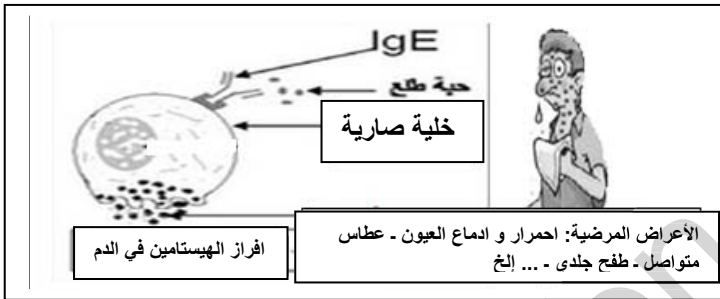 IgE
حبة طلع
خلية صارية
الأعراض المرضية: احمرار و ادماع العيون ـ عطاس
متواصل ـ طفح جلدي ـ ... إلخ
افراز الهيستامين في الدم